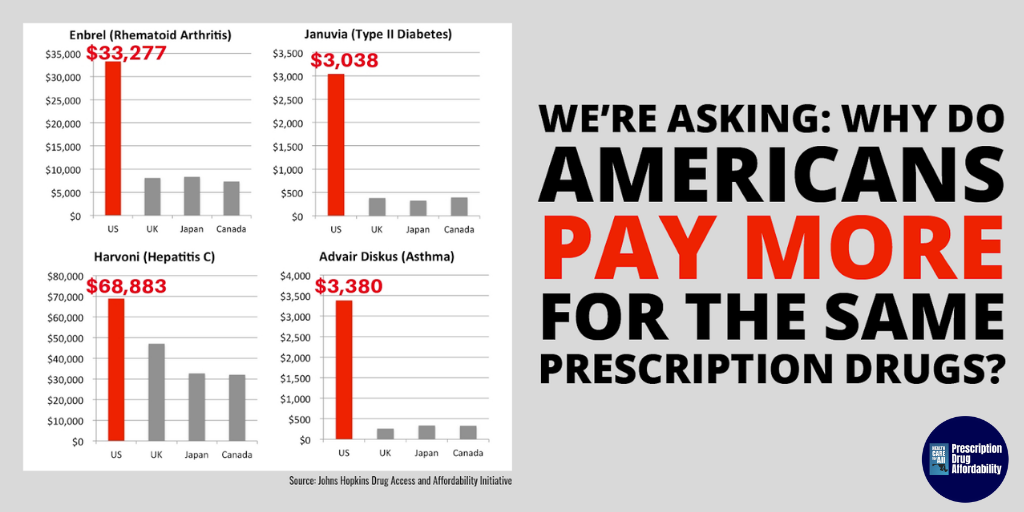 Enbrel (Rhematoid Arthritis)
$33,277
$35,000
$30,000
$25,000
$20,000
$15,000
$10,000
$5,000
$0
US UK Japan Canada
Januvia (Type II Diabetes)
$3,038
$3,500
$3,000
$2,500
$2,000
$1,500
$1,000
$500
$0
US UK Japan Canada
Harvoni (Hepatitis C)
$68,883
$80,000
$70,000
$60,000
$50,000
$40,000
$30,000
$20,000
$10,000
$0
US UK Japan Canada
Advair Diskus (Asthma)
$3,380
$4,000
$3,500
$3,000
$2,500
$2,000
$1,500
$1,000
$500
$0
US UK Japan Canada
Source: Johns Hopkins Drug Access and Affordability Initiative
WE'RE ASKING: WHY DO
AMERICANS
PAY MORE
FOR THE SAME
PRESCRIPTION DRUGS?
HEALTH
CARE
for
All
Prescription
Drug
Affordability